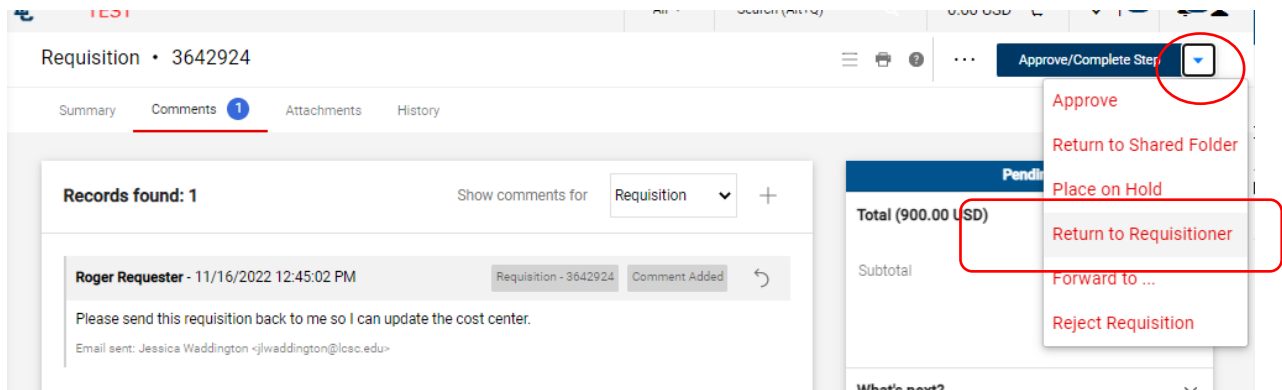 TEST
All
Search (Alt+Q)
0.00 USD
Requisition • 3642924
Approve/Complete Step
Summary
Comments 1
Attachments
History
Approve
Return to Shared Folder
Place on Hold
Return to Requisitioner
Forward to ...
Reject Requisition
Records found: 1
Show comments for
Requisition
Roger Requester - 11/16/2022 12:45:02 PM
Requisition - 3642924
Comment Added
Please send this requisition back to me so I can update the cost center.
Email sent: Jessica Waddington <jlwaddington@lcsc.edu>
Total (900.00 USD)
Subtotal
What's next?